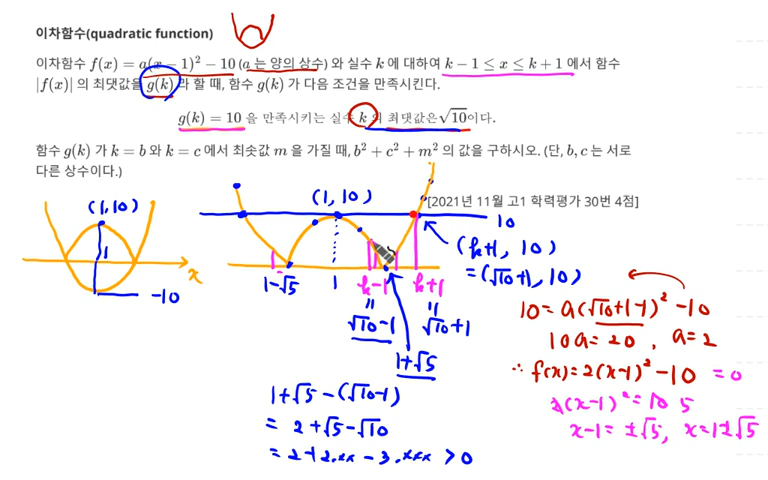 이차함수(quadratic function)
이차함수 f(x) = a(x − 1)² − 10 (a 는 양의 상수) 와 실수 k 에 대하여 k − 1 ≤ x ≤ k + 1 에서 함수
|f(x)| 의 최댓값을 g(k) 라 할 때, 함수 g(k) 가 다음 조건을 만족시킨다.
g(k) = 10 을 만족시키는 실수 k 의 최댓값은 √10 이다.
함수 g(k) 가 k = b 와 k = c 에서 최솟값 m 을 가질 때, b² + c² + m² 의 값을 구하시오. (단, b, c 는 서로
다른 상수이다.)
[2021년 11월 고1 학력평가 30번 4점]
(1, 10)
1
x
−10
(1, 10)
10
1−√5
1
k−1
k+1
=
√10−1
=
√10+1
1+√5
(k+1, 10)
=(√10+1, 10)
10 = a(√10+1−1)² −10
10a = 20 , a = 2
∴ f(x) = 2(x−1)² −10 = 0
2(x−1)² = 10 5
x−1 = ±√5, x = 1±√5
1+√5 − (√10−1)
= 2+√5−√10
= 2+2.xx − 3.xxx > 0